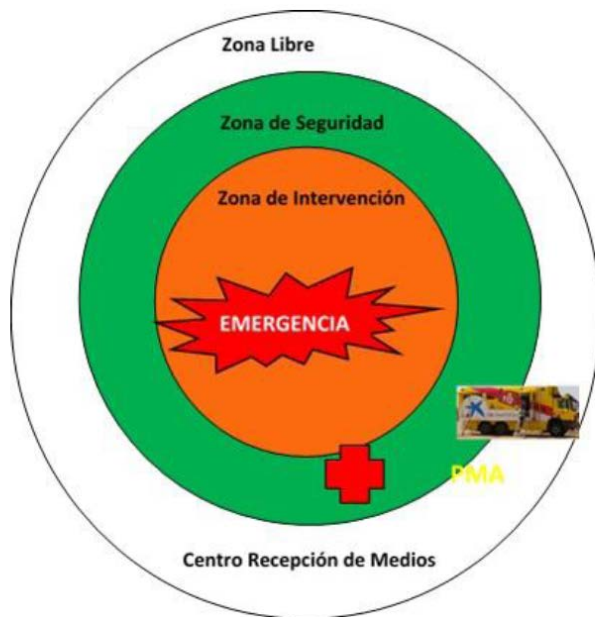 Zona Libre
Zona de Seguridad
Zona de Intervención
EMERGENCIA
PMA
Centro Recepción de Medios